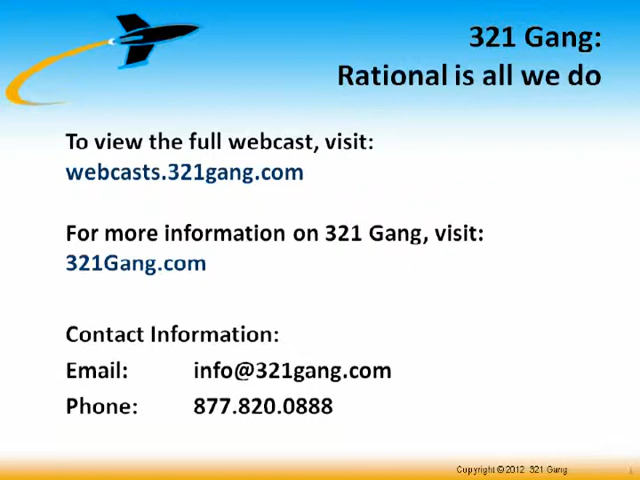 321 Gang:
Rational is all we do
To view the full webcast, visit:
webcasts.321gang.com
For more information on 321 Gang, visit:
321Gang.com
Contact Information:
Email: info@321gang.com
Phone: 877.820.0888
Copyright © 2012 321 Gang